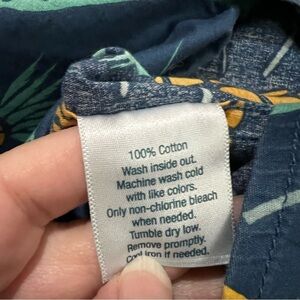 100% Cotton
Wash inside out.
Machine wash cold
with like colors.
Only non-chlorine bleach
when needed.
Tumble dry low.
Remove promptly.
Cool iron if needed.